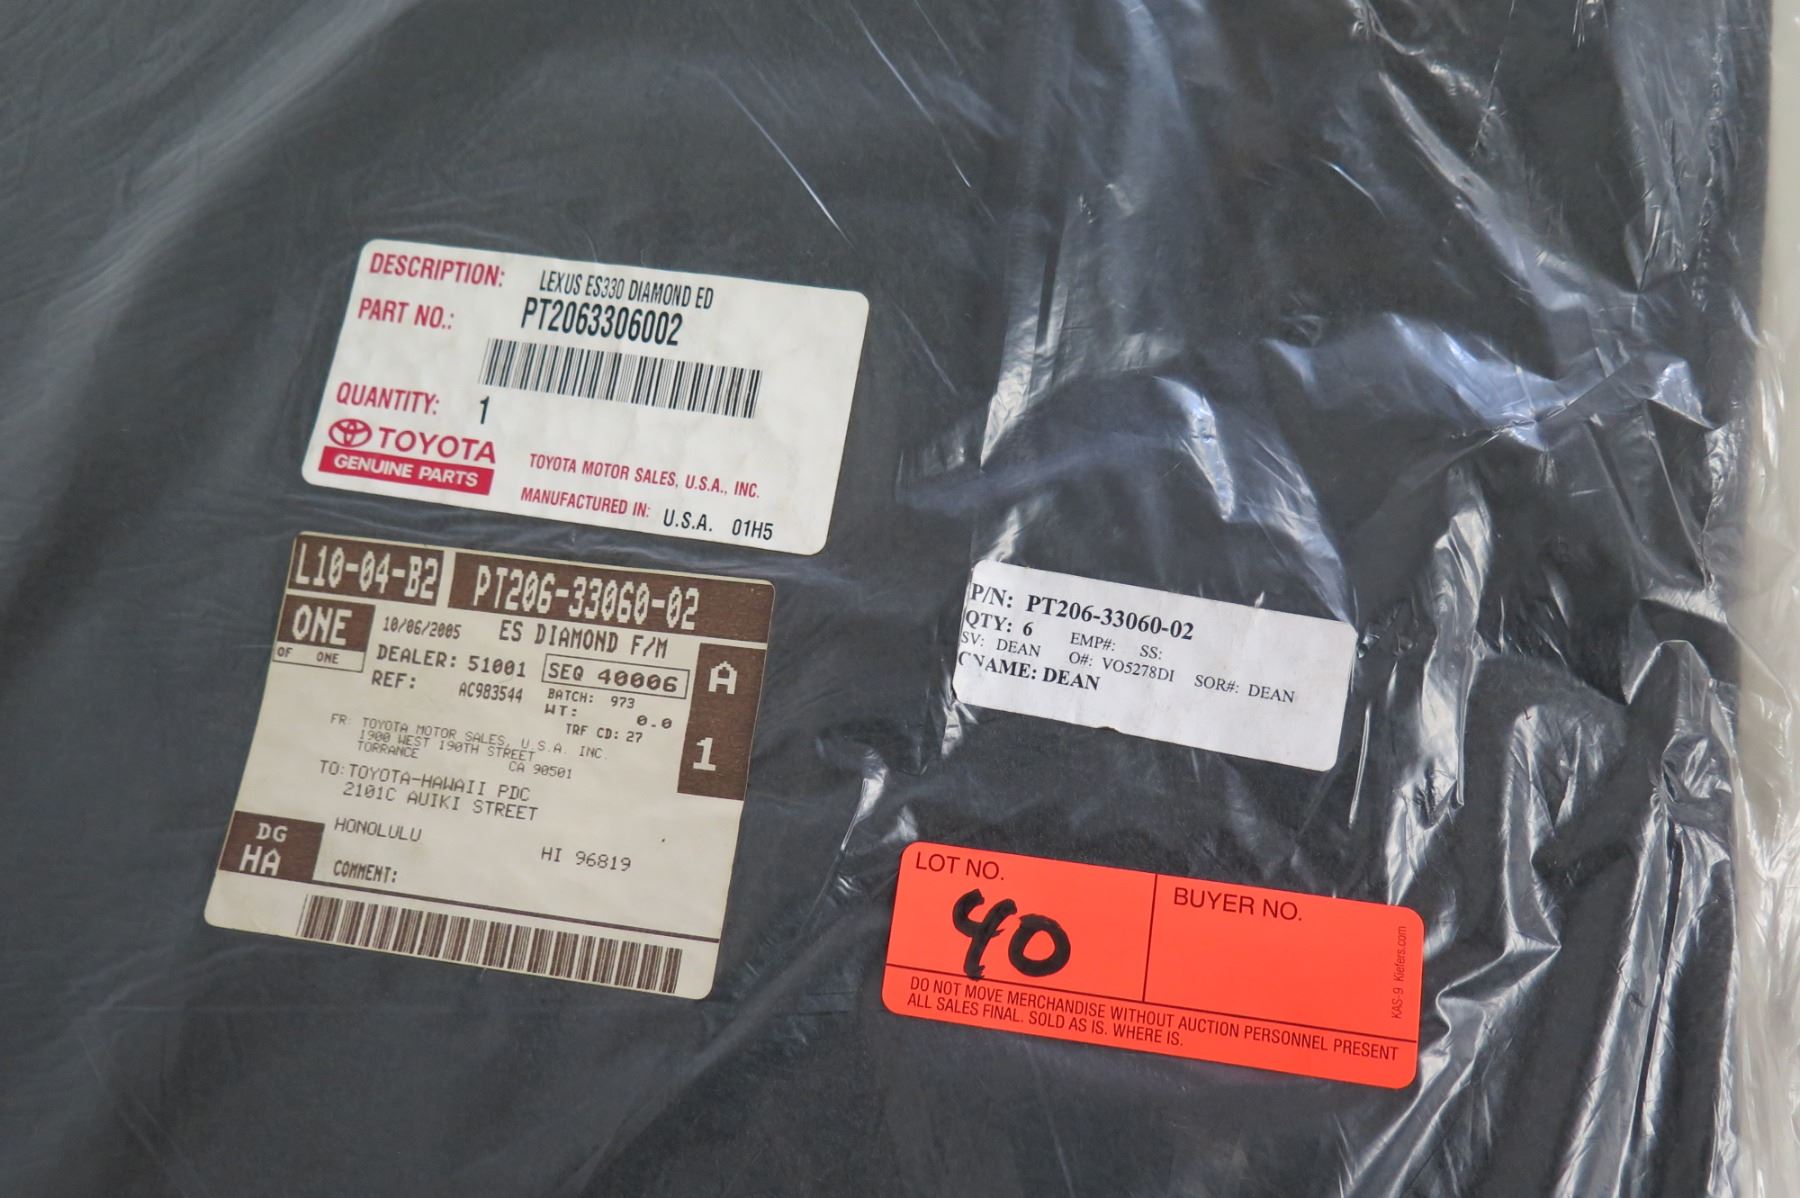 DESCRIPTION: LEXUS ES330 DIAMOND ED
PART NO.: PT2063306002
QUANTITY: 1
TOYOTA
GENUINE PARTS
TOYOTA MOTOR SALES, U.S.A., INC.
MANUFACTURED IN: U.S.A. 01H5
L10-04-B2 PT206-33060-02
ONE 10/06/2005 ES DIAMOND F/M
OF ONE
DEALER: 51001 SEQ 40006 A
REF: AC983544 BATCH: 973
WT: 0.0
TRF CD: 27 1
FR: TOYOTA MOTOR SALES, U.S.A. INC.
1900 WEST 190TH STREET
TORRANCE CA 90501
TO: TOYOTA-HAWAII PDC
2101C AUIKI STREET
DG HONOLULU
HA HI 96819
COMMENT:
P/N: PT206-33060-02
QTY: 6 EMP#: SS:
SV: DEAN O#: VO5278DI SOR#: DEAN
CNAME: DEAN
LOT NO. BUYER NO.
40
DO NOT MOVE MERCHANDISE WITHOUT AUCTION PERSONNEL PRESENT
ALL SALES FINAL. SOLD AS IS. WHERE IS.
KAS-9 Kiefers.com